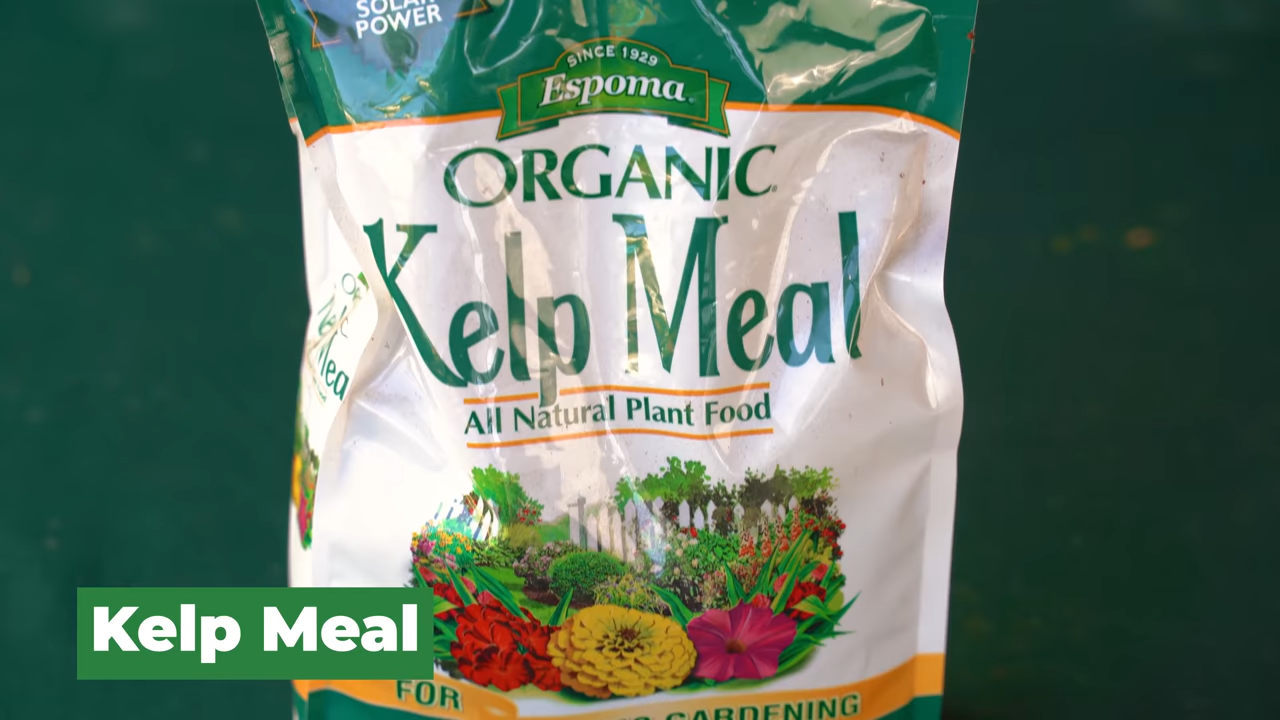 SOLAR
POWER
SINCE 1929
Espoma®
ORGANIC®
Kelp Meal
All Natural Plant Food
Kelp Meal
FOR
GARDENING